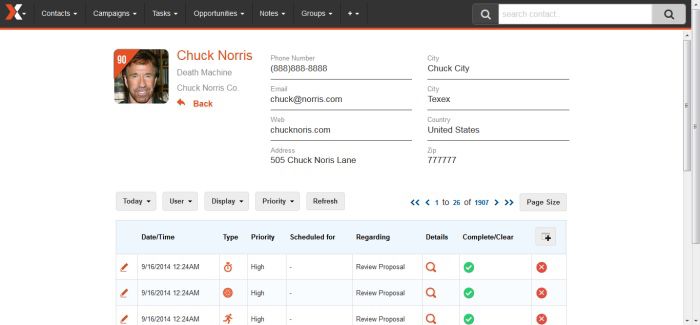 Contacts Campaigns Tasks Opportunities Notes Groups + search contact
90
Chuck Norris
Death Machine
Chuck Norris Co.
Back
Phone Number
(888)888-8888
Email
chuck@norris.com
Web
chucknoris.com
Address
505 Chuck Noris Lane
City
Chuck City
City
Texex
Country
United States
Zip
777777
Today User Display Priority Refresh 1 to 26 of 1907 Page Size
Date/Time Type Priority Scheduled for Regarding Details Complete/Clear
9/16/2014 12:24AM High - Review Proposal
9/16/2014 12:24AM High - Review Proposal
9/16/2014 12:24AM High - Review Proposal